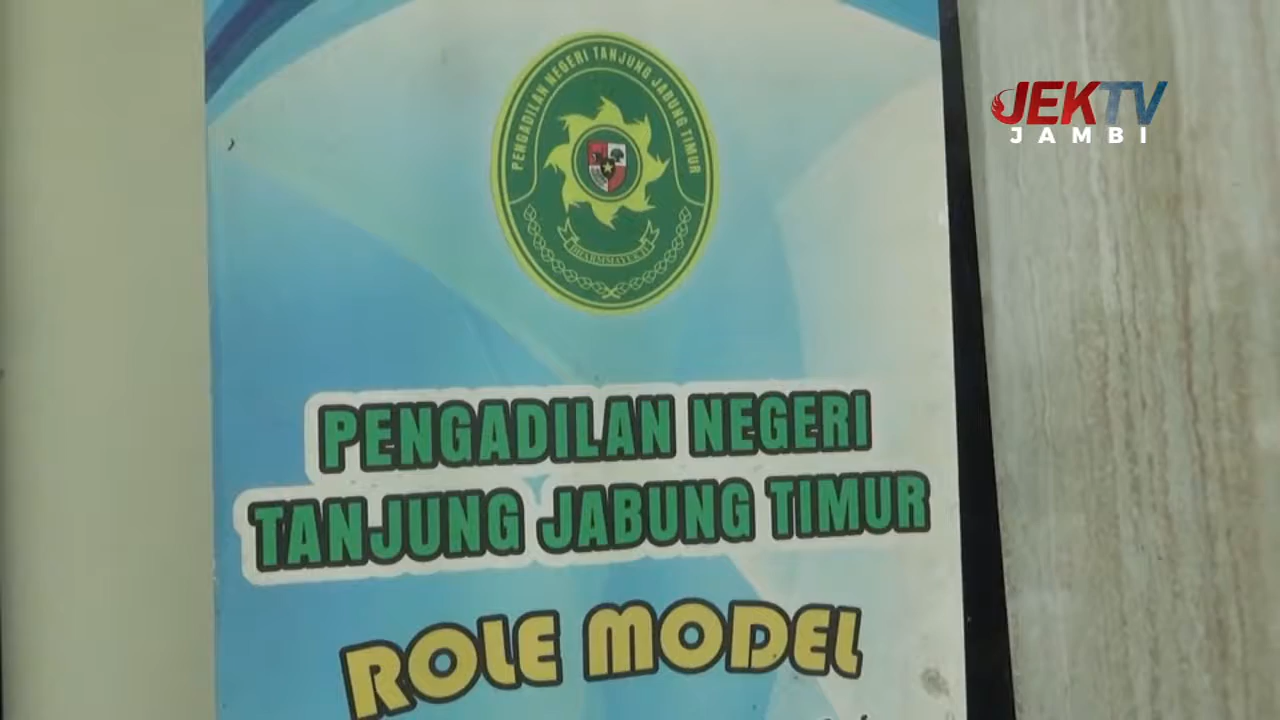 JEKTV
JAMBI
PENGADILAN NEGERI TANJUNG JABUNG TIMUR
PENGADILAN NEGERI
TANJUNG JABUNG TIMUR
ROLE MODEL